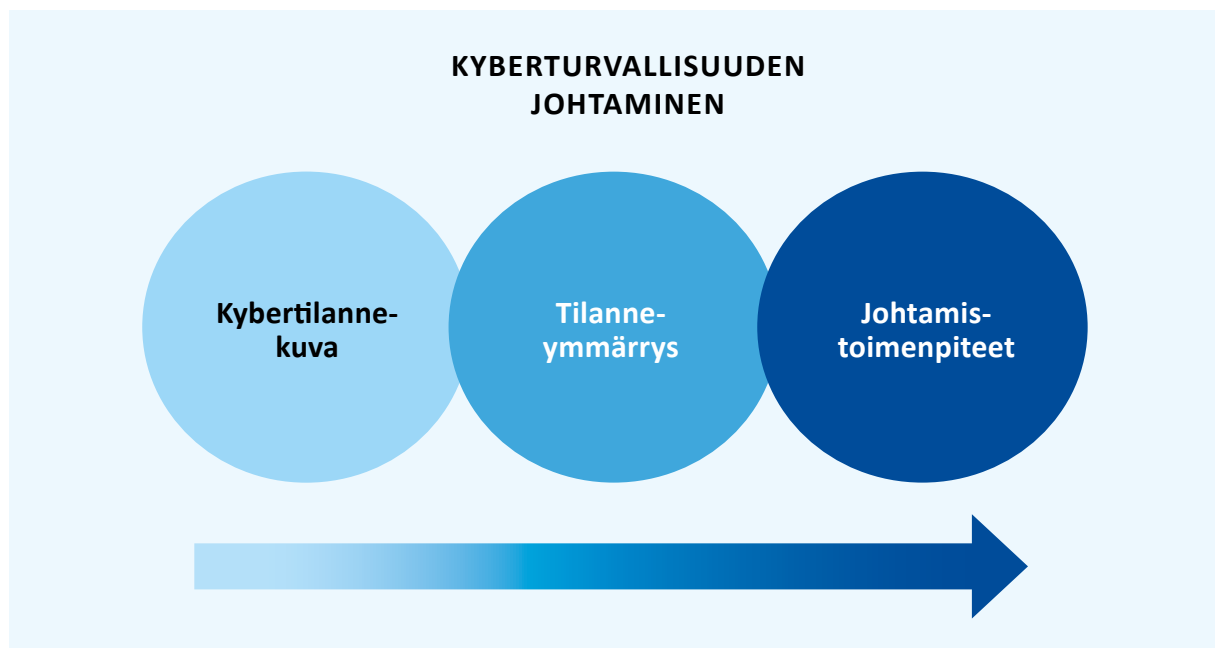 KYBERTURVALLISUUDEN
JOHTAMINEN
Kybertilanne-
kuva
Tilanne-
ymmärrys
Johtamis-
toimenpiteet